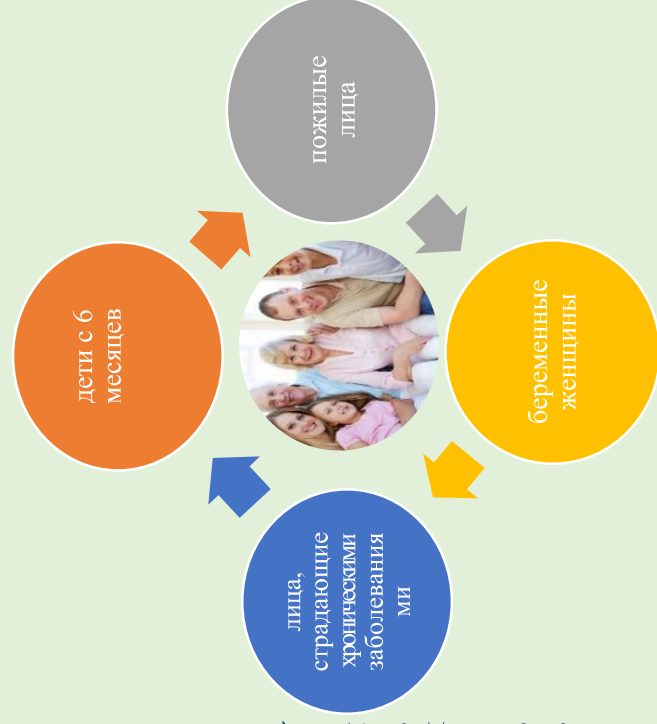 дети с 6
месяцев
пожилые
лица
беременные
женщины
лица,
страдающие
хроническими
заболевания
ми